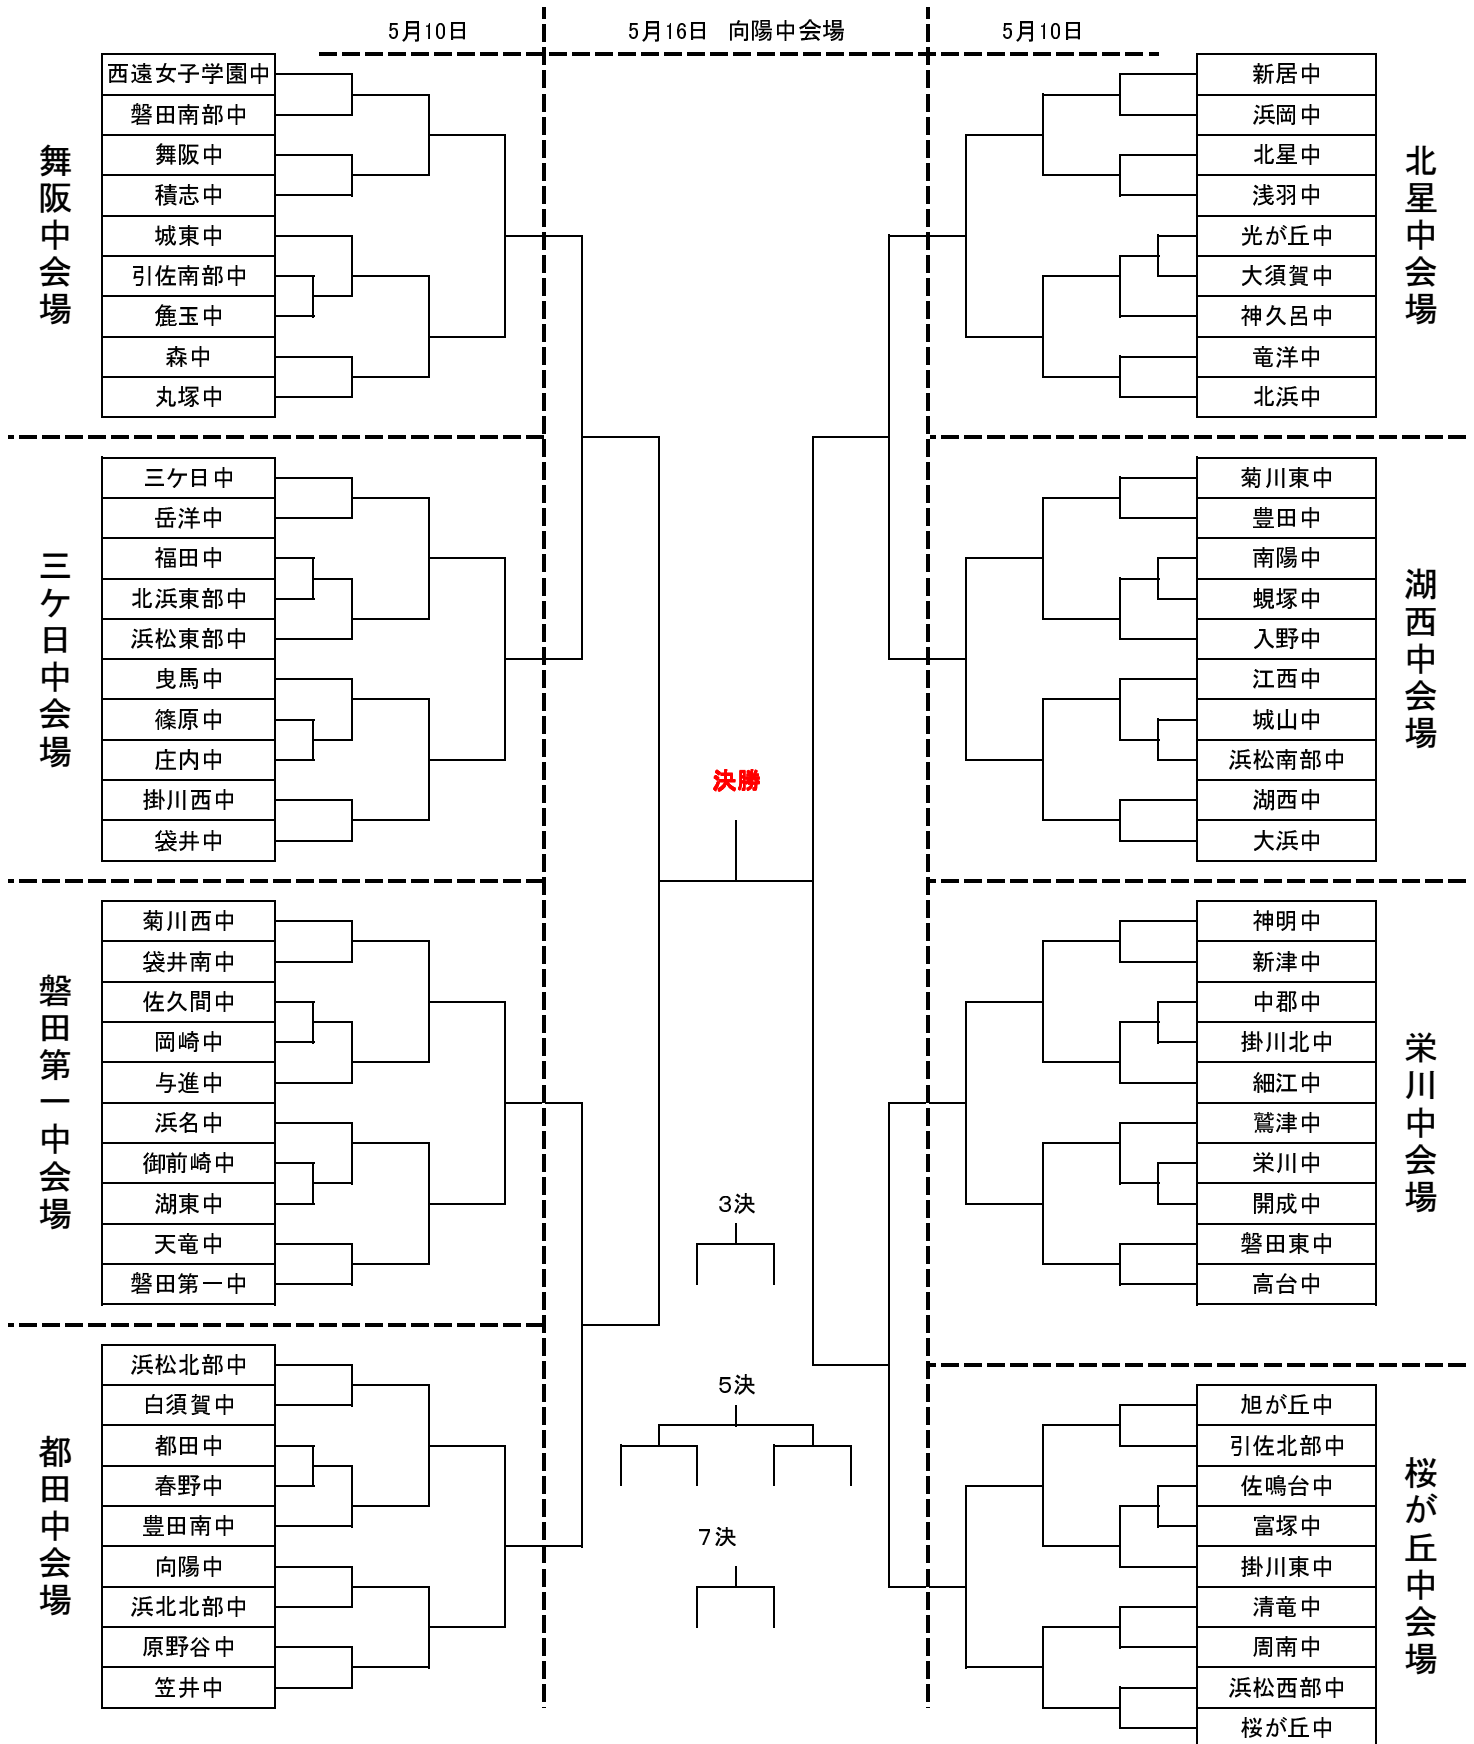 5月10日
5月16日　向陽中会場
5月10日
舞阪中会場
西遠女子学園中
磐田南部中
舞阪中
積志中
城東中
引佐南部中
麁玉中
森中
丸塚中
三ケ日中会場
三ケ日中
岳洋中
福田中
北浜東部中
浜松東部中
曳馬中
篠原中
庄内中
掛川西中
袋井中
磐田第一中会場
菊川西中
袋井南中
佐久間中
岡崎中
与進中
浜名中
御前崎中
湖東中
天竜中
磐田第一中
都田中会場
浜松北部中
白須賀中
都田中
春野中
豊田南中
向陽中
浜北北部中
原野谷中
笠井中
決勝
3決
5決
7決
北星中会場
新居中
浜岡中
北星中
浅羽中
光が丘中
大須賀中
神久呂中
竜洋中
北浜中
湖西中会場
菊川東中
豊田中
南陽中
蜆塚中
入野中
江西中
城山中
浜松南部中
湖西中
大浜中
栄川中会場
神明中
新津中
中郡中
掛川北中
細江中
鷲津中
栄川中
開成中
磐田東中
高台中
桜が丘中会場
旭が丘中
引佐北部中
佐鳴台中
富塚中
掛川東中
清竜中
周南中
浜松西部中
桜が丘中